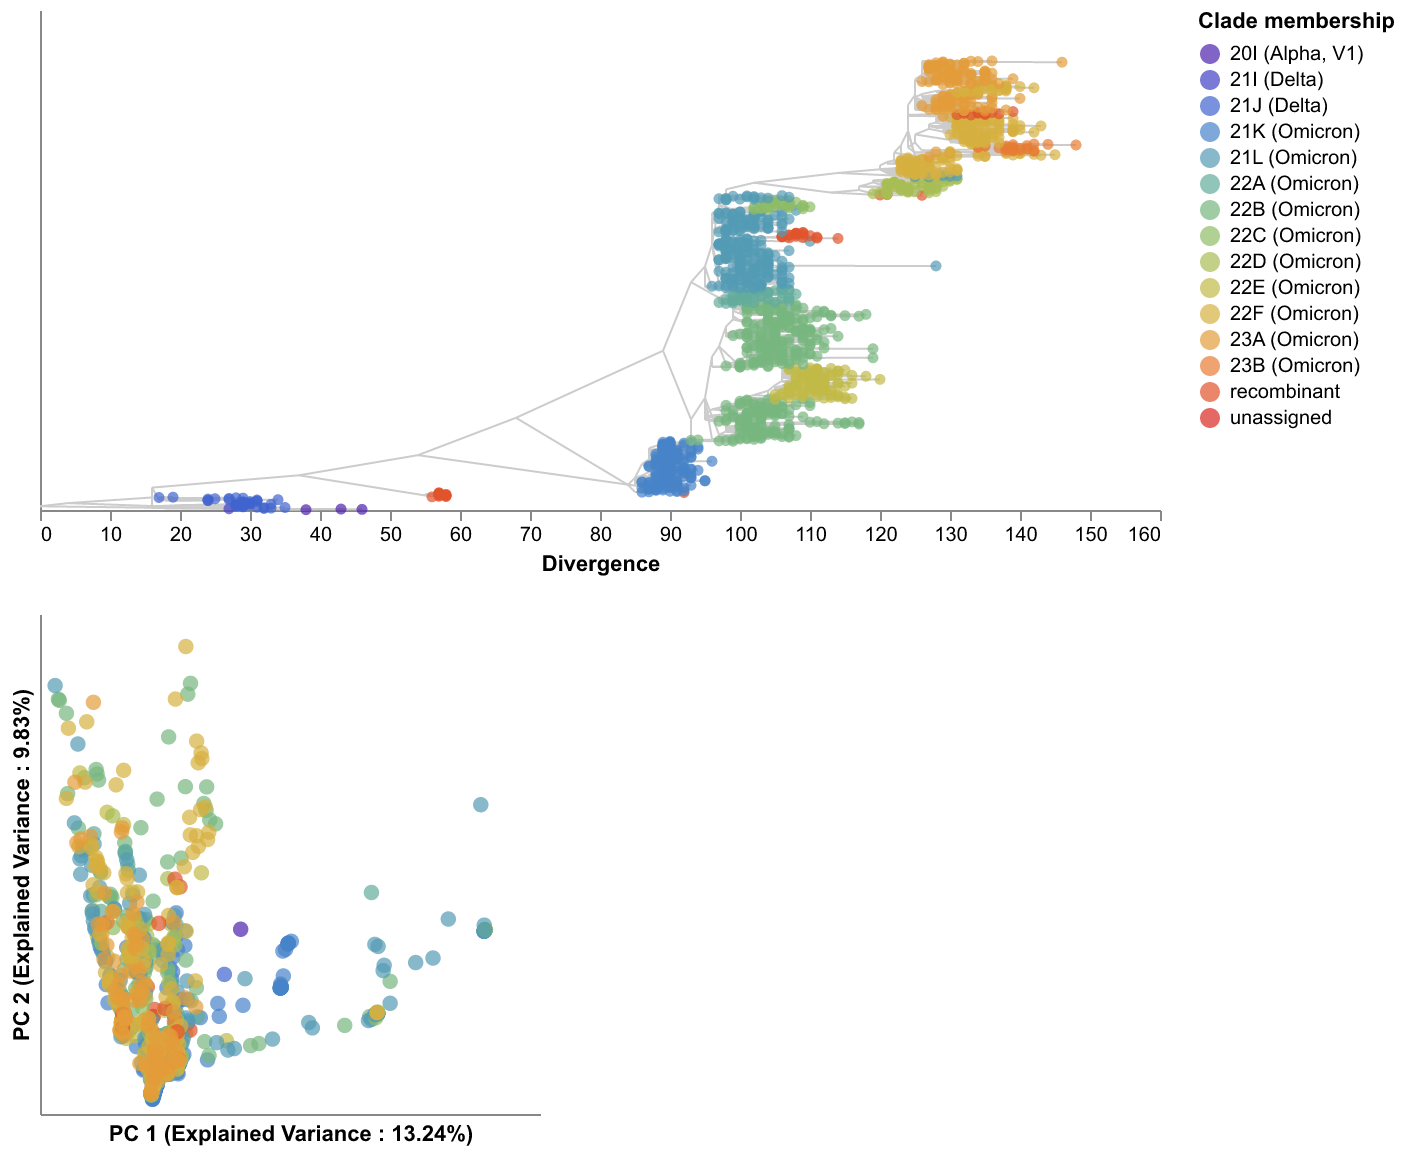 Clade membership
20I (Alpha, V1)
21I (Delta)
21J (Delta)
21K (Omicron)
21L (Omicron)
22A (Omicron)
22B (Omicron)
22C (Omicron)
22D (Omicron)
22E (Omicron)
22F (Omicron)
23A (Omicron)
23B (Omicron)
recombinant
unassigned
0 10 20 30 40 50 60 70 80 90 100 110 120 130 140 150 160
Divergence
PC 2 (Explained Variance : 9.83%)
PC 1 (Explained Variance : 13.24%)